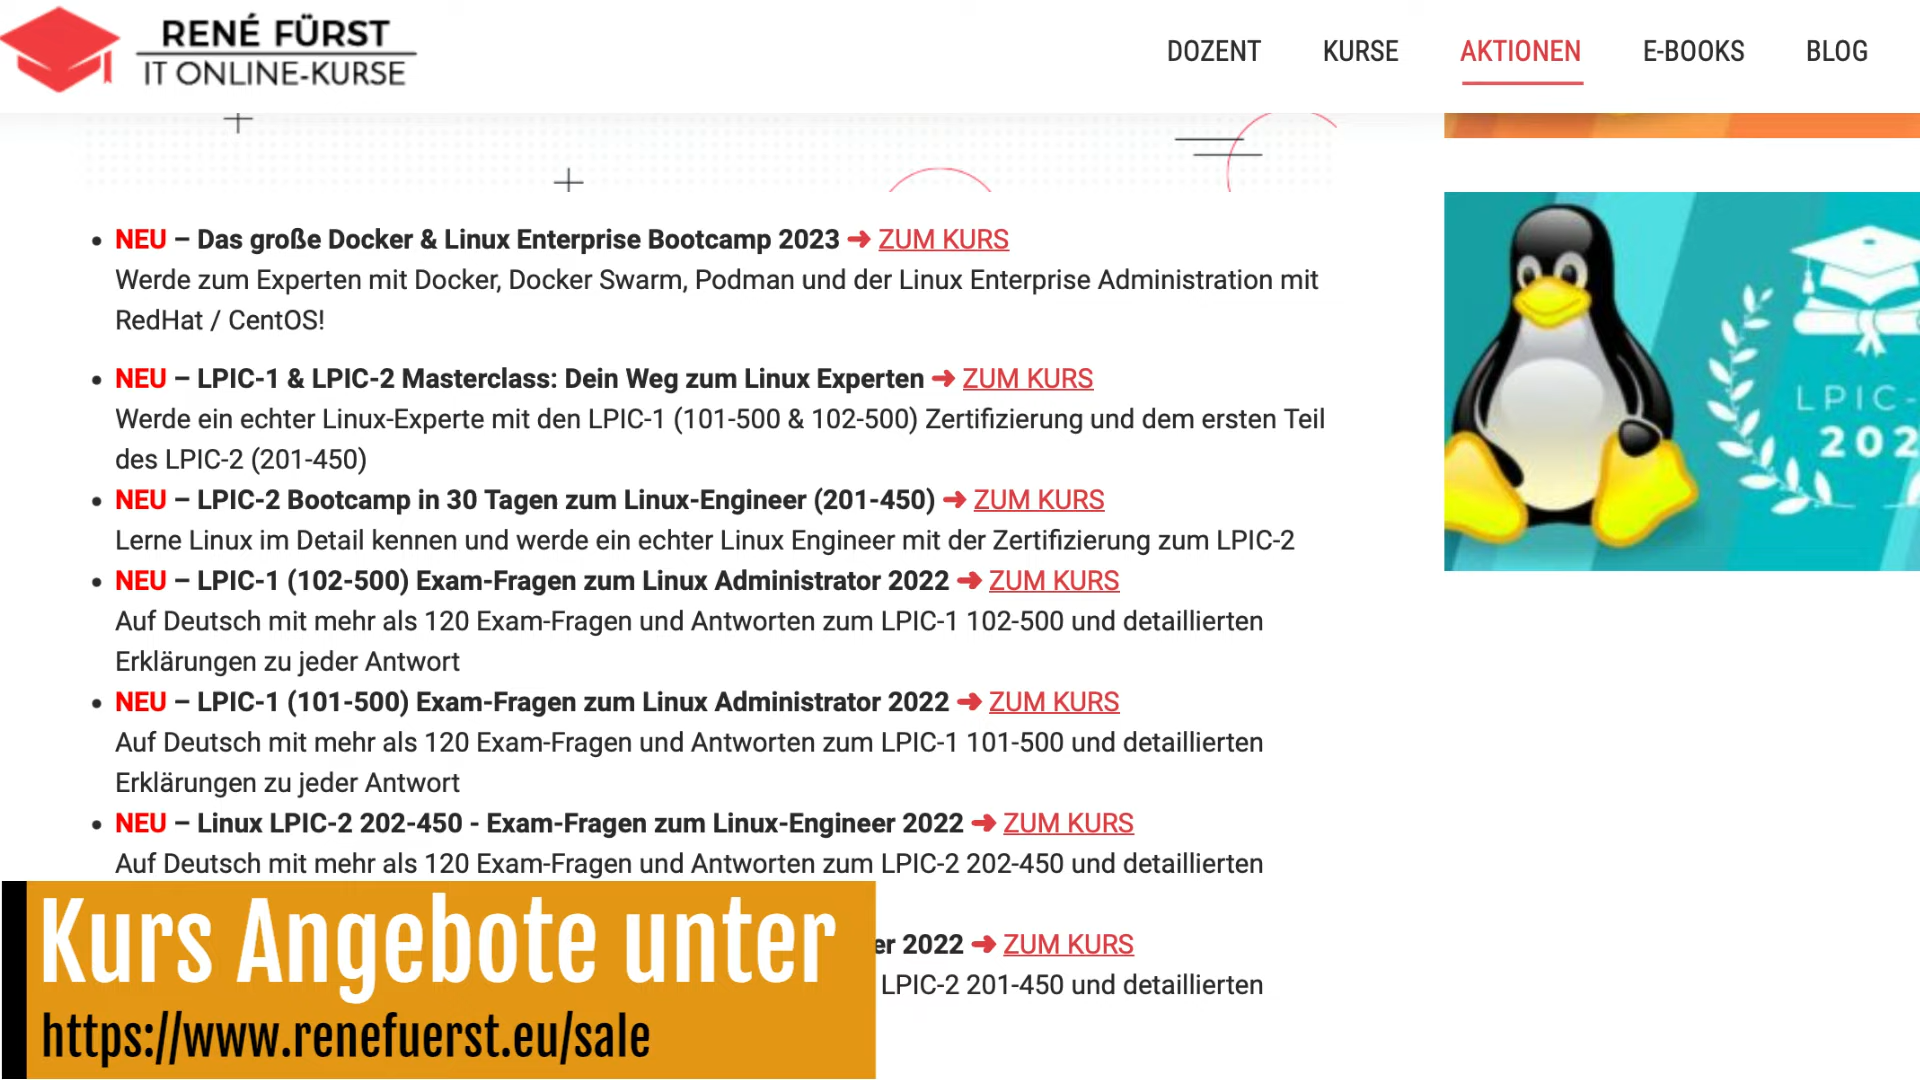 RENÉ FÜRST
IT ONLINE-KURSE
DOZENT KURSE AKTIONEN E-BOOKS BLOG
NEU – Das große Docker & Linux Enterprise Bootcamp 2023 ➜ ZUM KURS
Werde zum Experten mit Docker, Docker Swarm, Podman und der Linux Enterprise Administration mit
RedHat / CentOS!
NEU – LPIC-1 & LPIC-2 Masterclass: Dein Weg zum Linux Experten ➜ ZUM KURS
Werde ein echter Linux-Experte mit den LPIC-1 (101-500 & 102-500) Zertifizierung und dem ersten Teil
des LPIC-2 (201-450)
NEU – LPIC-2 Bootcamp in 30 Tagen zum Linux-Engineer (201-450) ➜ ZUM KURS
Lerne Linux im Detail kennen und werde ein echter Linux Engineer mit der Zertifizierung zum LPIC-2
NEU – LPIC-1 (102-500) Exam-Fragen zum Linux Administrator 2022 ➜ ZUM KURS
Auf Deutsch mit mehr als 120 Exam-Fragen und Antworten zum LPIC-1 102-500 und detaillierten
Erklärungen zu jeder Antwort
NEU – LPIC-1 (101-500) Exam-Fragen zum Linux Administrator 2022 ➜ ZUM KURS
Auf Deutsch mit mehr als 120 Exam-Fragen und Antworten zum LPIC-1 101-500 und detaillierten
Erklärungen zu jeder Antwort
NEU – Linux LPIC-2 202-450 - Exam-Fragen zum Linux-Engineer 2022 ➜ ZUM KURS
Auf Deutsch mit mehr als 120 Exam-Fragen und Antworten zum LPIC-2 202-450 und detaillierten
er 2022 ➜ ZUM KURS
LPIC-2 201-450 und detaillierten
LPIC-
202
Kurs Angebote unter
https://www.renefuerst.eu/sale